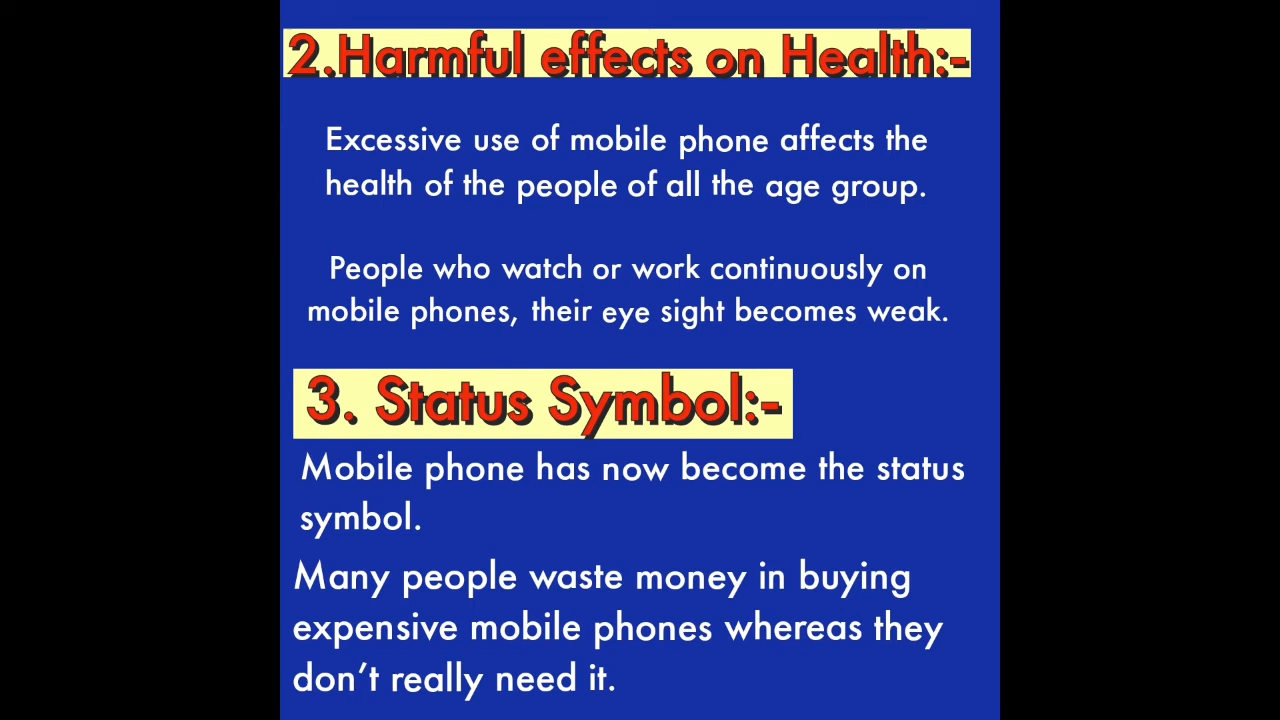 2.Harmful effects on Health:-
Excessive use of mobile phone affects the
health of the people of all the age group.
People who watch or work continuously on
mobile phones, their eye sight becomes weak.
3. Status Symbol:-
Mobile phone has now become the status
symbol.
Many people waste money in buying
expensive mobile phones whereas they
don’t really need it.